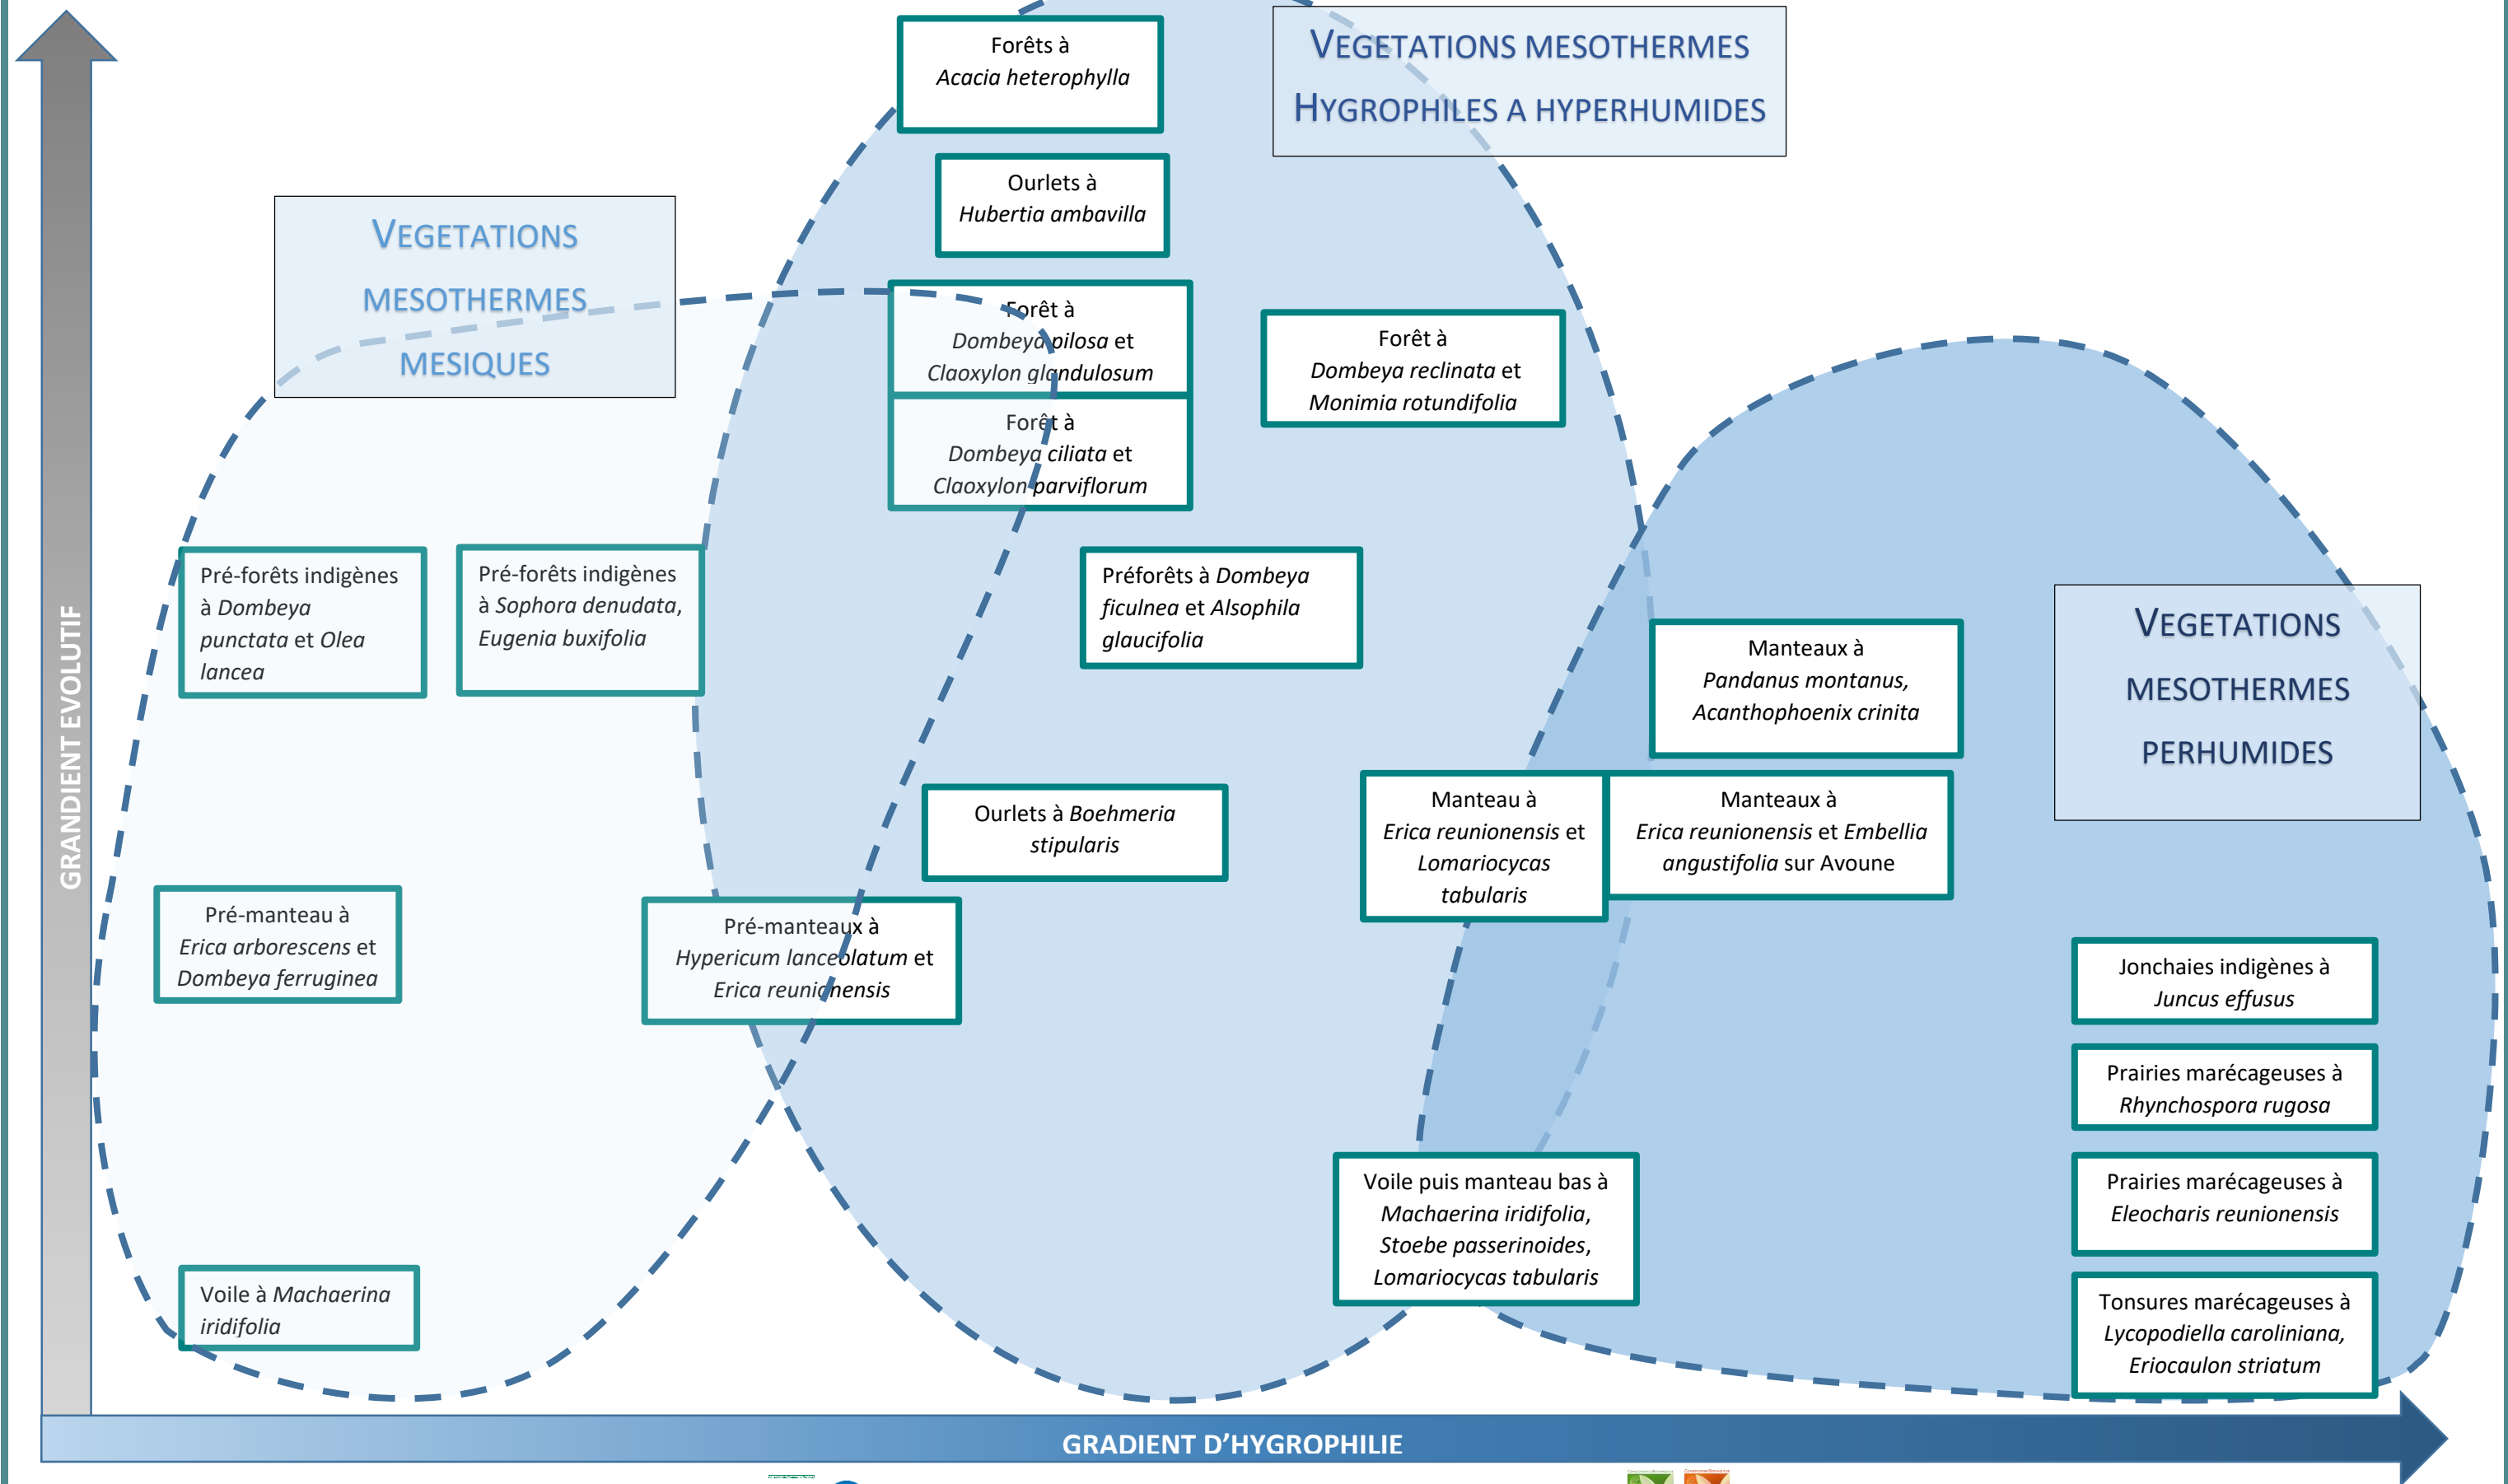 Forêts à
Acacia heterophylla
VEGETATIONS MESOTHERMES
HYGROPHILES A HYPERHUMIDES
Ourlets à
Hubertia ambavilla
VEGETATIONS
MESOTHERMES
MESIQUES
Forêt à
Dombeya pilosa et
Claoxylon glandulosum
Forêt à
Dombeya reclinata et
Monimia rotundifolia
Forêt à
Dombeya ciliata et
Claoxylon parviflorum
Pré-forêts indigènes
à Dombeya
punctata et Olea
lancea
Pré-forêts indigènes
à Sophora denudata,
Eugenia buxifolia
Préforêts à Dombeya
ficulnea et Alsophila
glaucifolia
VEGETATIONS
MESOTHERMES
PERHUMIDES
Manteaux à
Pandanus montanus,
Acanthophoenix crinita
GRANDIENT EVOLUTIF
Ourlets à Boehmeria
stipularis
Manteau à
Erica reunionensis et
Lomariocycas
tabularis
Manteaux à
Erica reunionensis et Embellia
angustifolia sur Avoune
Pré-manteau à
Erica arborescens et
Dombeya ferruginea
Pré-manteaux à
Hypericum lanceolatum et
Erica reunionensis
Jonchaies indigènes à
Juncus effusus
Prairies marécageuses à
Rhynchospora rugosa
Voile puis manteau bas à
Machaerina iridifolia,
Stoebe passerinoides,
Lomariocycas tabularis
Prairies marécageuses à
Eleocharis reunionensis
Voile à Machaerina
iridifolia
Tonsures marécageuses à
Lycopodiella caroliniana,
Eriocaulon striatum
GRADIENT D’HYGROPHILIE